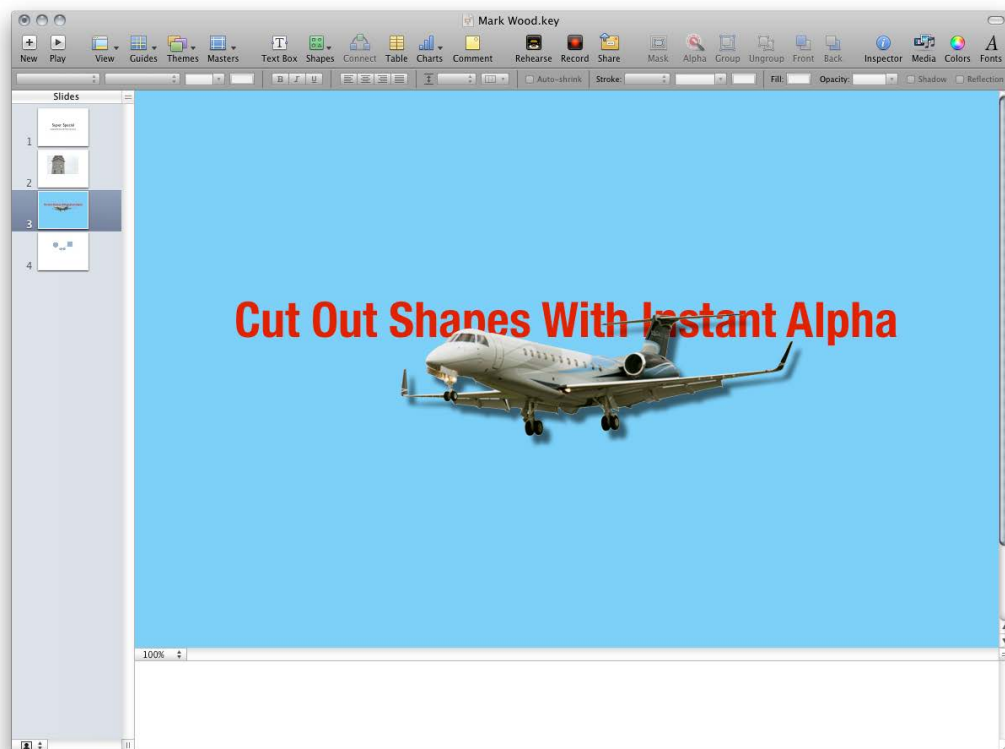 Mark Wood.key
New Play View Guides Themes Masters Text Box Shapes Connect Table Charts Comment Rehearse Record Share Mask Alpha Group Ungroup Front Back Inspector Media Colors Fonts
B I U Auto-shrink Stroke: Fill: Opacity: Shadow Reflection
Slides
1
Super Special
2
3
4
Cut Out Shapes With Instant Alpha
100%